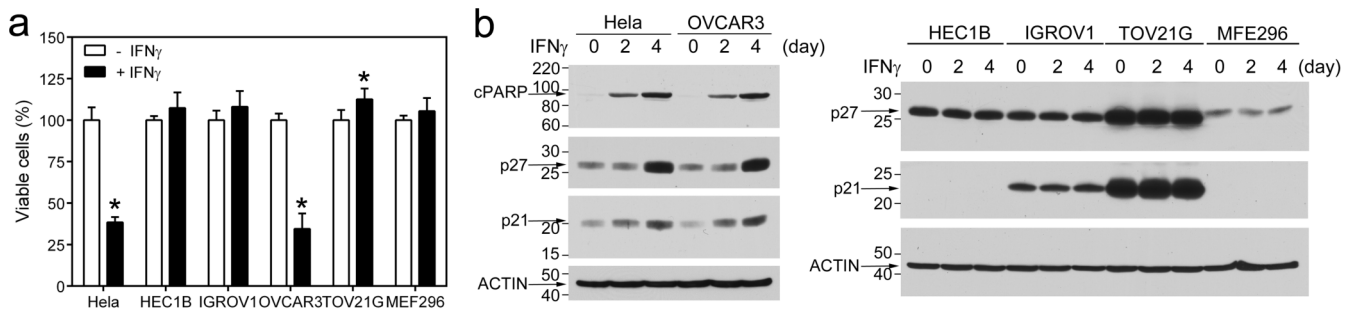 a
150
125
100
75
50
25
0
Viable cells (%)
- IFNγ
+ IFNγ
*
*
*
Hela HEC1B IGROV1 OVCAR3 TOV21G MEF296
b
Hela OVCAR3
IFNγ 0 2 4 0 2 4 (day)
220
cPARP 100
80
60
30
p27
25
p21 20
15
ACTIN 50
40
HEC1B IGROV1 TOV21G MFE296
IFNγ 0 2 4 0 2 4 0 2 4 0 2 4 (day)
30
p27
25
25
p21
20
50
ACTIN
40